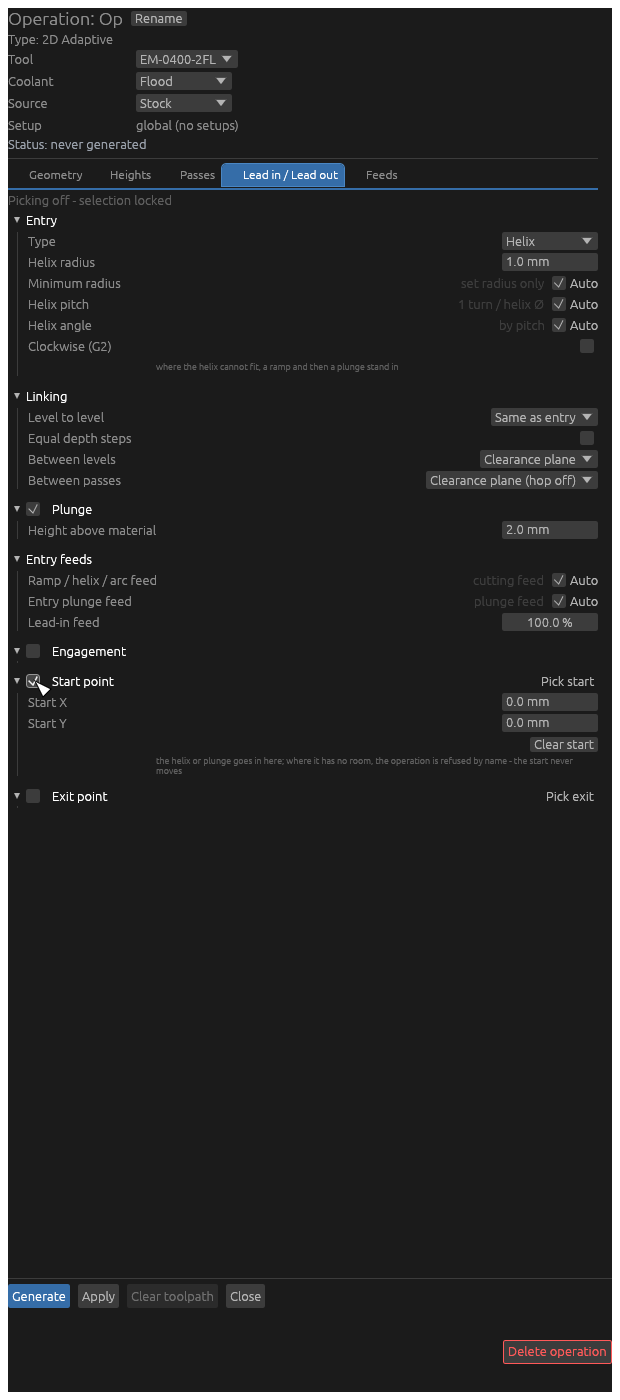 Operation: Op Rename
Type: 2D Adaptive
Tool EM-0400-2FL
Coolant Flood
Source Stock
Setup global (no setups)
Status: never generated
Geometry Heights Passes Lead in / Lead out Feeds
Picking off - selection locked
Entry
Type Helix
Helix radius 1.0 mm
Minimum radius set radius only Auto
Helix pitch 1 turn / helix Ø Auto
Helix angle by pitch Auto
Clockwise (G2)
where the helix cannot fit, a ramp and then a plunge stand in
Linking
Level to level Same as entry
Equal depth steps
Between levels Clearance plane
Between passes Clearance plane (hop off)
Plunge
Height above material 2.0 mm
Entry feeds
Ramp / helix / arc feed cutting feed Auto
Entry plunge feed plunge feed Auto
Lead-in feed 100.0 %
Engagement
Start point Pick start
Start X 0.0 mm
Start Y 0.0 mm
Clear start
the helix or plunge goes in here; where it has no room, the operation is refused by name - the start never
moves
Exit point Pick exit
Generate Apply Clear toolpath Close
Delete operation